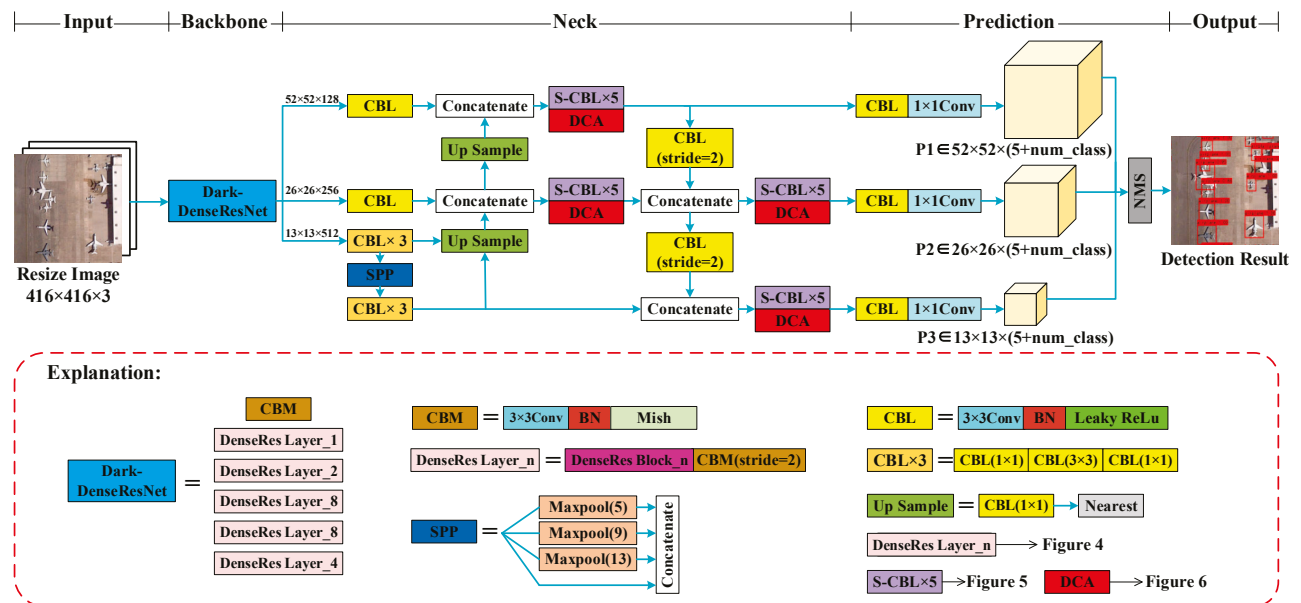 Input
Backbone
Neck
Prediction
Output
52×52×128
CBL
Concatenate
S-CBL×5
DCA
CBL
1×1Conv
Up Sample
CBL
(stride=2)
P1∈52×52×(5+num_class)
Dark-
DenseResNet
26×26×256
CBL
Concatenate
S-CBL×5
DCA
Concatenate
S-CBL×5
DCA
CBL
1×1Conv
NMS
13×13×512
CBL× 3
Up Sample
CBL
(stride=2)
P2∈26×26×(5+num_class)
Detection Result
Resize Image
416×416×3
SPP
CBL× 3
Concatenate
S-CBL×5
DCA
CBL
1×1Conv
P3∈13×13×(5+num_class)
Explanation:
Dark-
DenseResNet
=
CBM
DenseRes Layer_1
DenseRes Layer_2
DenseRes Layer_8
DenseRes Layer_8
DenseRes Layer_4
CBM = 3×3Conv BN Mish
DenseRes Layer_n = DenseRes Block_n CBM(stride=2)
SPP =
Maxpool(5)
Maxpool(9)
Maxpool(13)
Concatenate
CBL = 3×3Conv BN Leaky ReLu
CBL×3 = CBL(1×1) CBL(3×3) CBL(1×1)
Up Sample = CBL(1×1) Nearest
DenseRes Layer_n Figure 4
S-CBL×5 Figure 5 DCA Figure 6